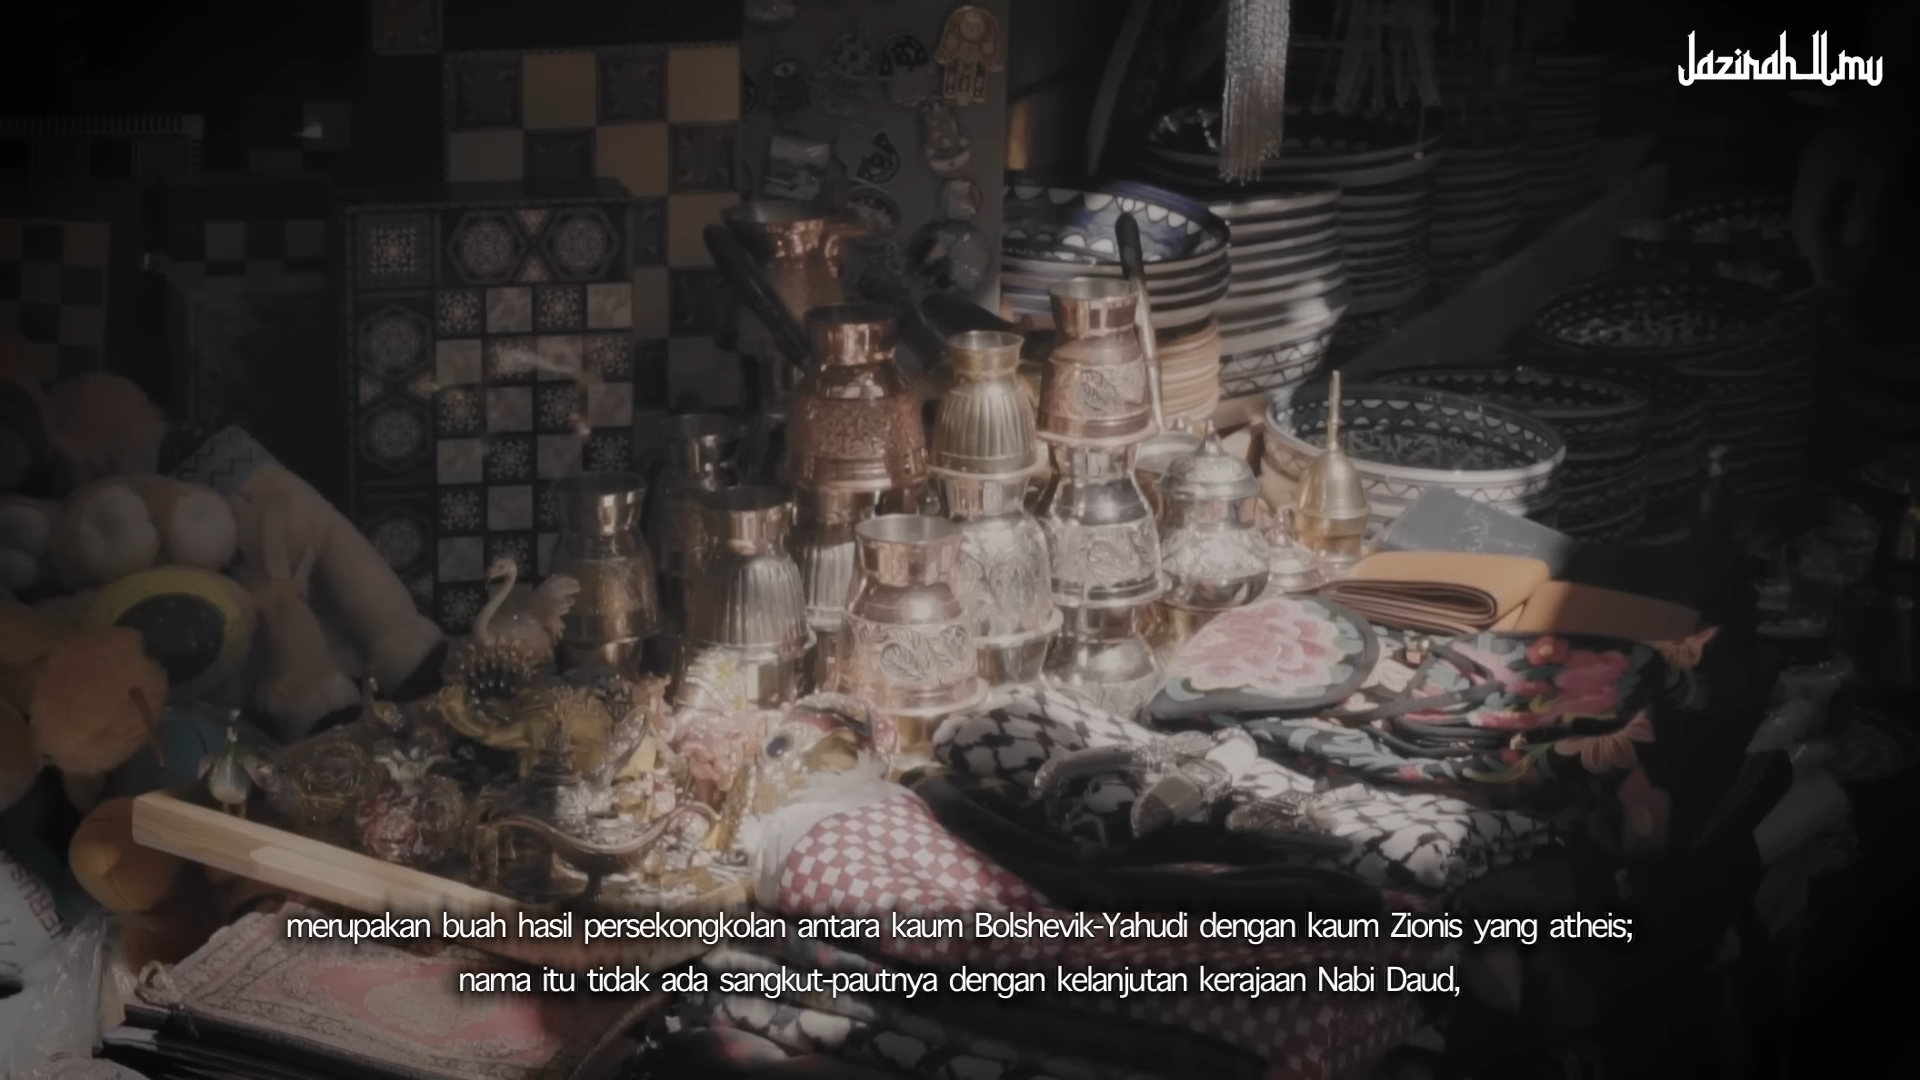 Jazirah Ilmu
merupakan buah hasil persekongkolan antara kaum Bolshevik-Yahudi dengan kaum Zionis yang atheis;
nama itu tidak ada sangkut-pautnya dengan kelanjutan kerajaan Nabi Daud,